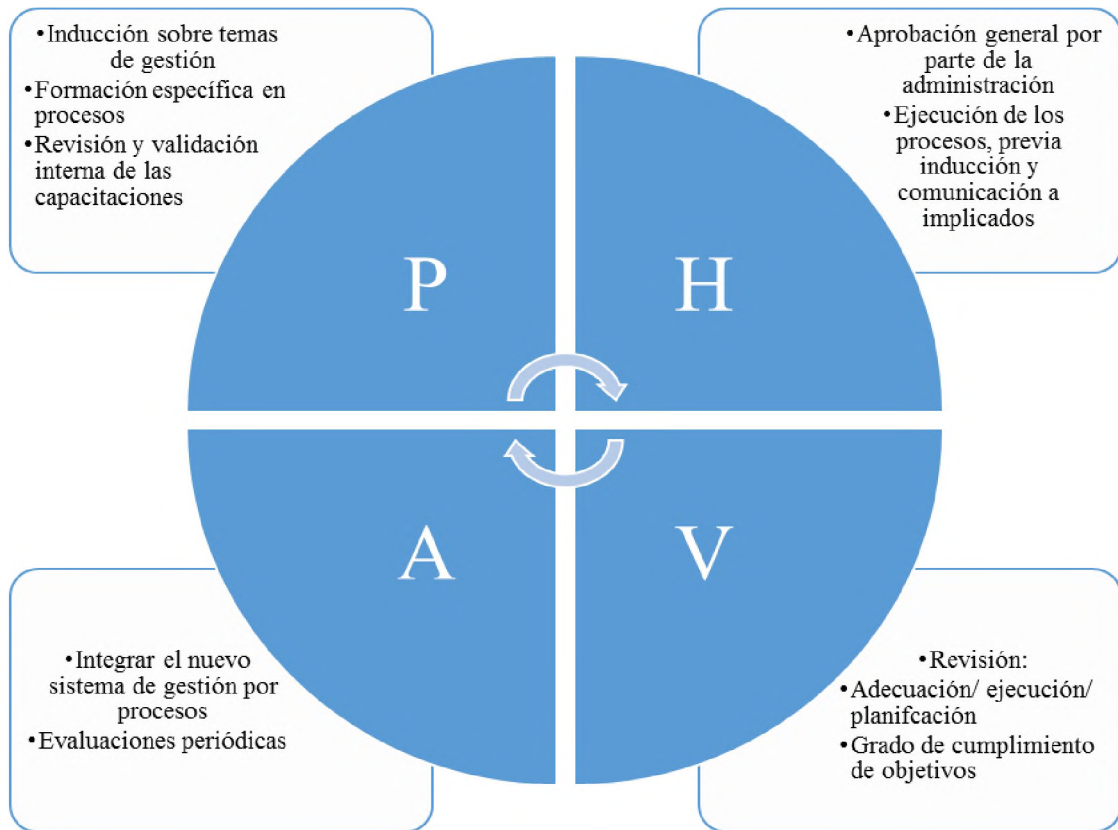 •Inducción sobre temas
de gestión
•Formación específica en
procesos
•Revisión y validación
interna de las
capacitaciones
•Aprobación general por
parte de la
administración
•Ejecución de los
procesos, previa
inducción y
comunicación a
implicados
P
H
A
V
•Integrar el nuevo
sistema de gestión por
procesos
•Evaluaciones periódicas
•Revisión:
•Adecuación/ ejecución/
planifcación
•Grado de cumplimiento
de objetivos